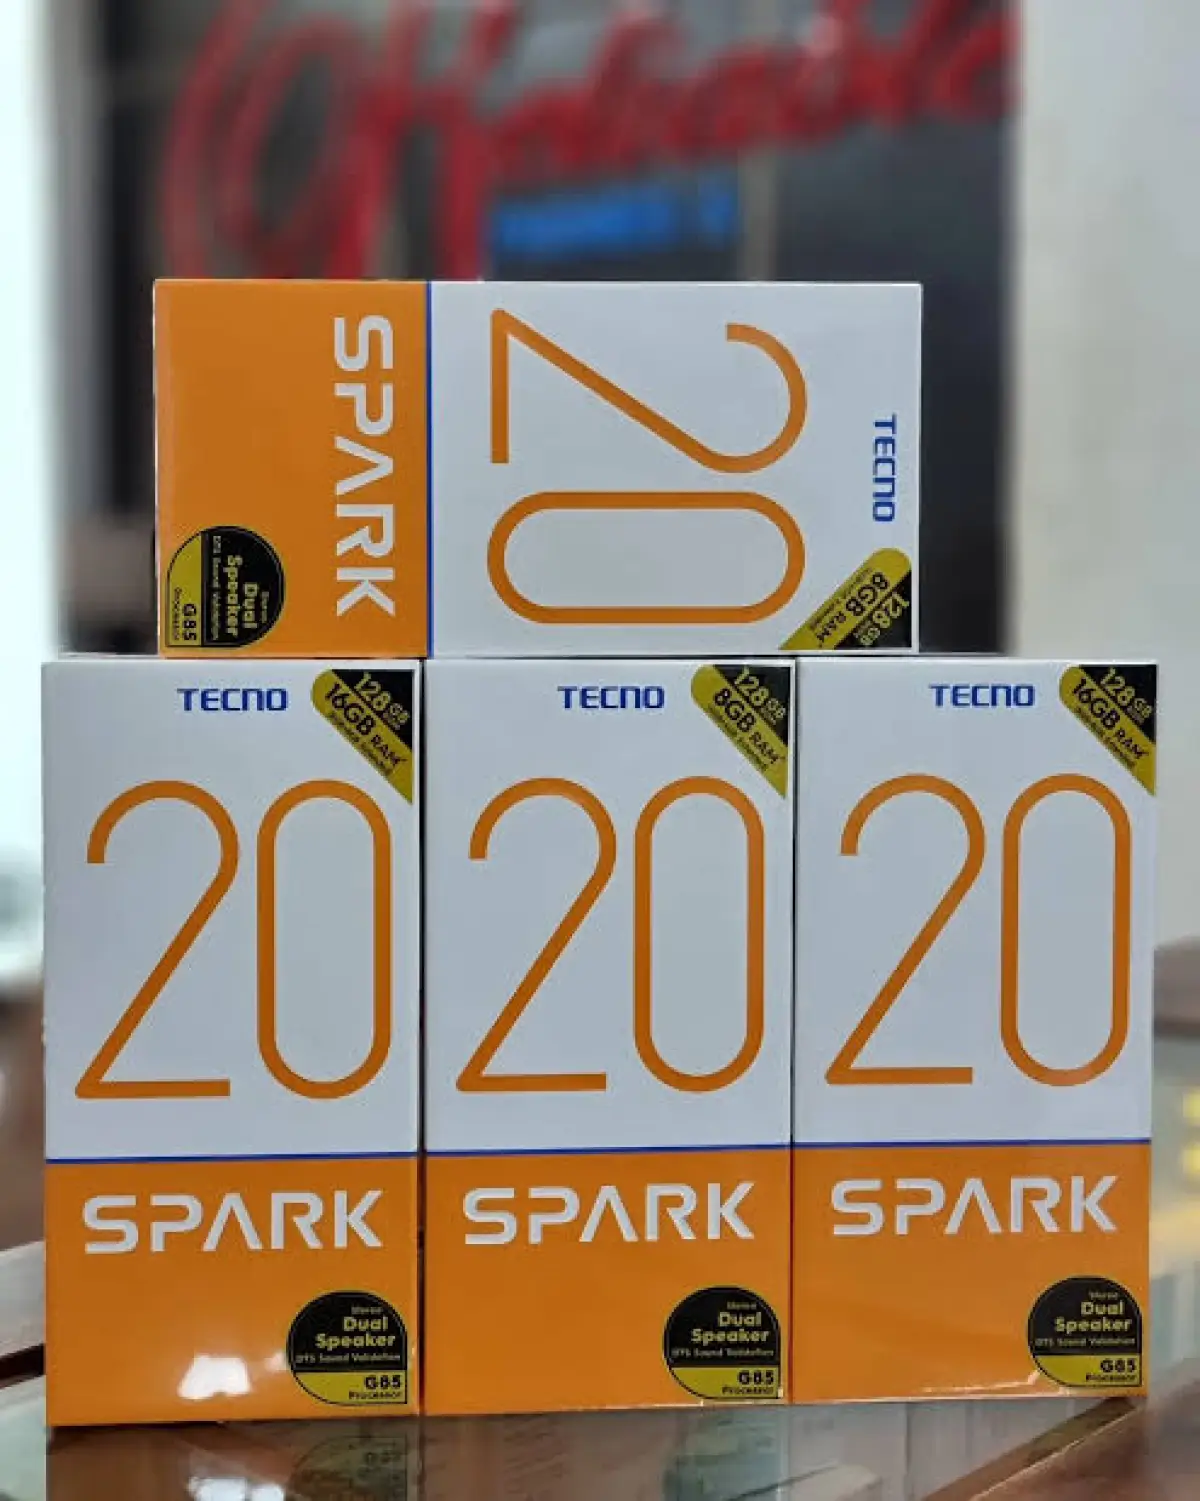 SPARK
20
TECNO
Dual
Speaker
DTS Sound Validation
G85
Processor
128GB
8GB RAM
TECNO
128GB
16GB RAM
20
SPARK
Stereo
Dual
Speaker
DTS Sound Validation
G85
Processor
TECNO
128GB
8GB RAM
20
SPARK
Stereo
Dual
Speaker
DTS Sound Validation
G85
Processor
TECNO
128GB
16GB RAM
20
SPARK
Stereo
Dual
Speaker
DTS Sound Validation
G85
Processor